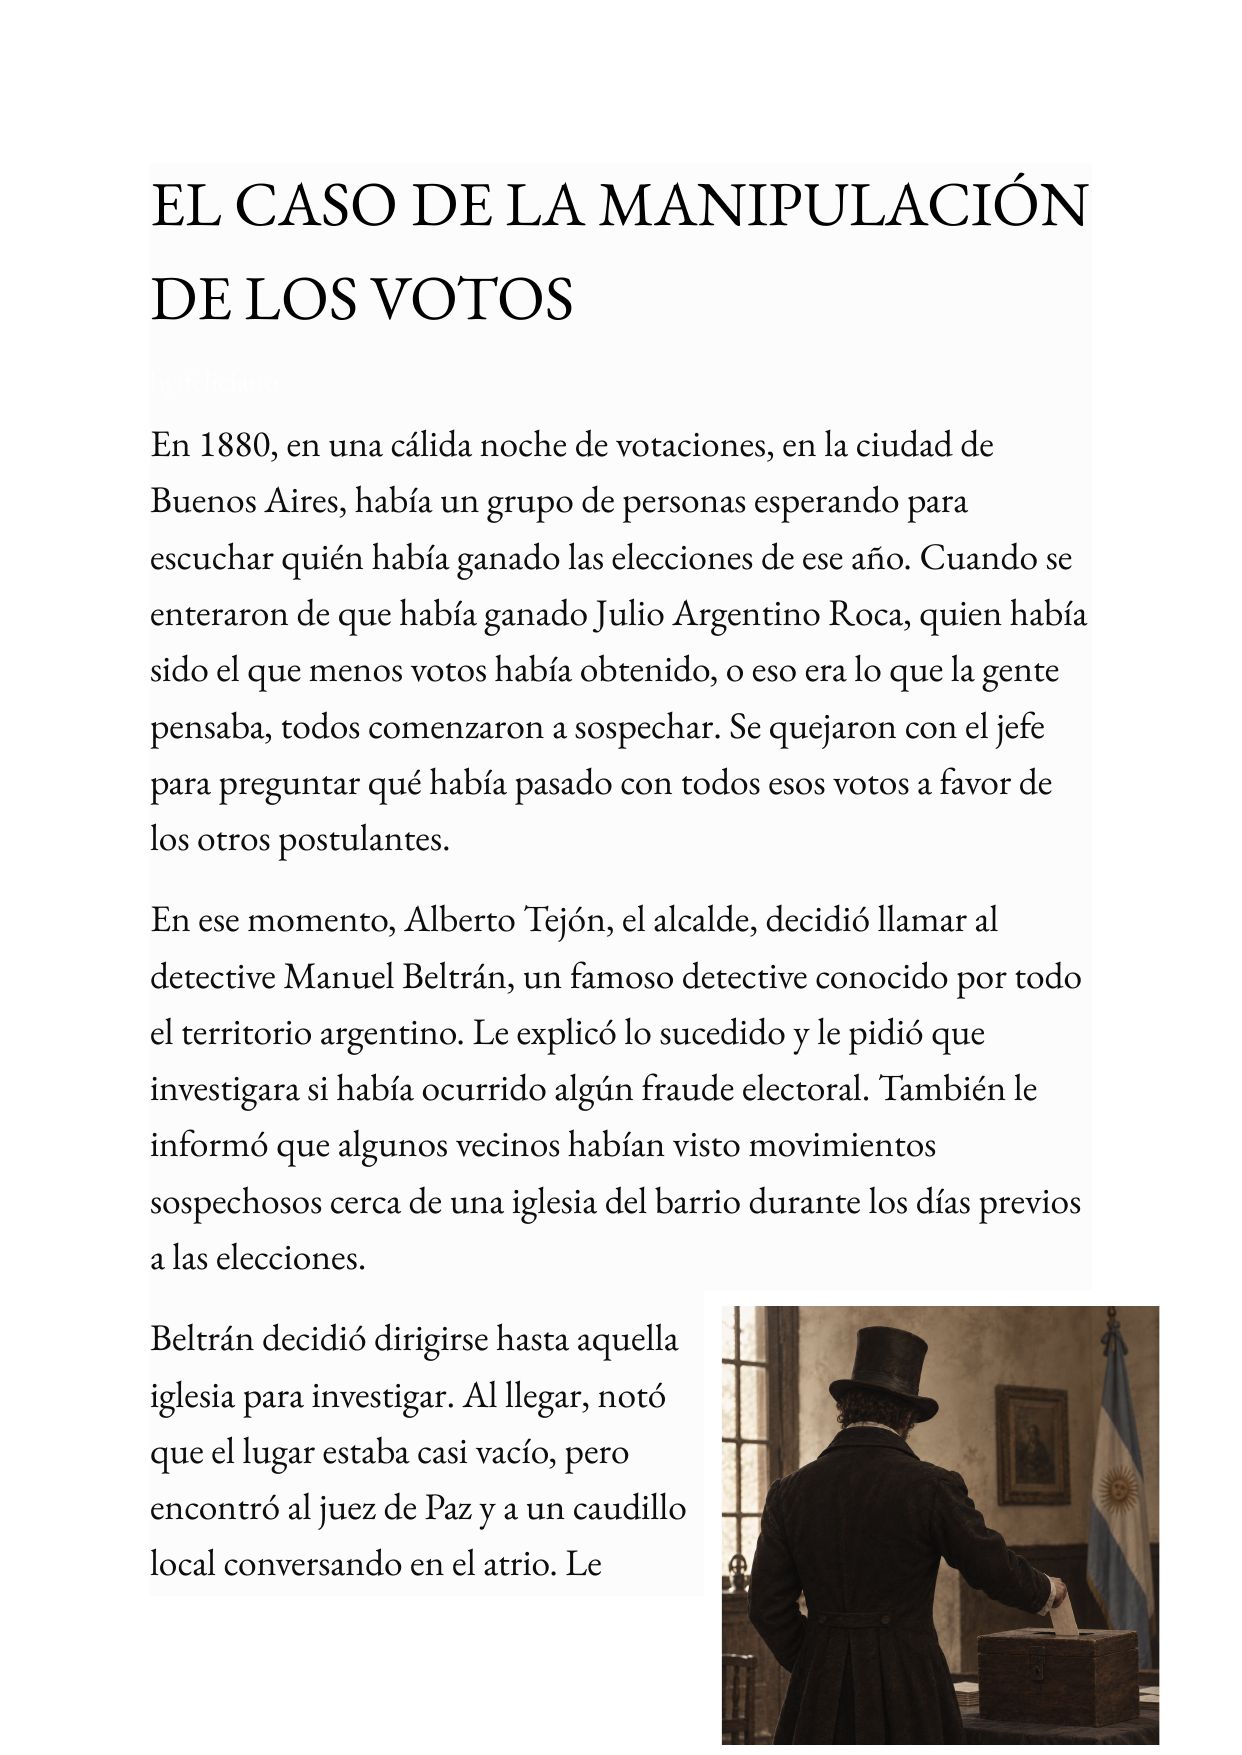 EL CASO DE LA MANIPULACIÓN
DE LOS VOTOS
En 1880, en una cálida noche de votaciones, en la ciudad de
Buenos Aires, había un grupo de personas esperando para
escuchar quién había ganado las elecciones de ese año. Cuando se
enteraron de que había ganado Julio Argentino Roca, quien había
sido el que menos votos había obtenido, o eso era lo que la gente
pensaba, todos comenzaron a sospechar. Se quejaron con el jefe
para preguntar qué había pasado con todos esos votos a favor de
los otros postulantes.
En ese momento, Alberto Tejón, el alcalde, decidió llamar al
detective Manuel Beltrán, un famoso detective conocido por todo
el territorio argentino. Le explicó lo sucedido y le pidió que
investigara si había ocurrido algún fraude electoral. También le
informó que algunos vecinos habían visto movimientos
sospechosos cerca de una iglesia del barrio durante los días previos
a las elecciones.
Beltrán decidió dirigirse hasta aquella
iglesia para investigar. Al llegar, notó
que el lugar estaba casi vacío, pero
encontró al juez de Paz y a un caudillo
local conversando en el atrio. Le